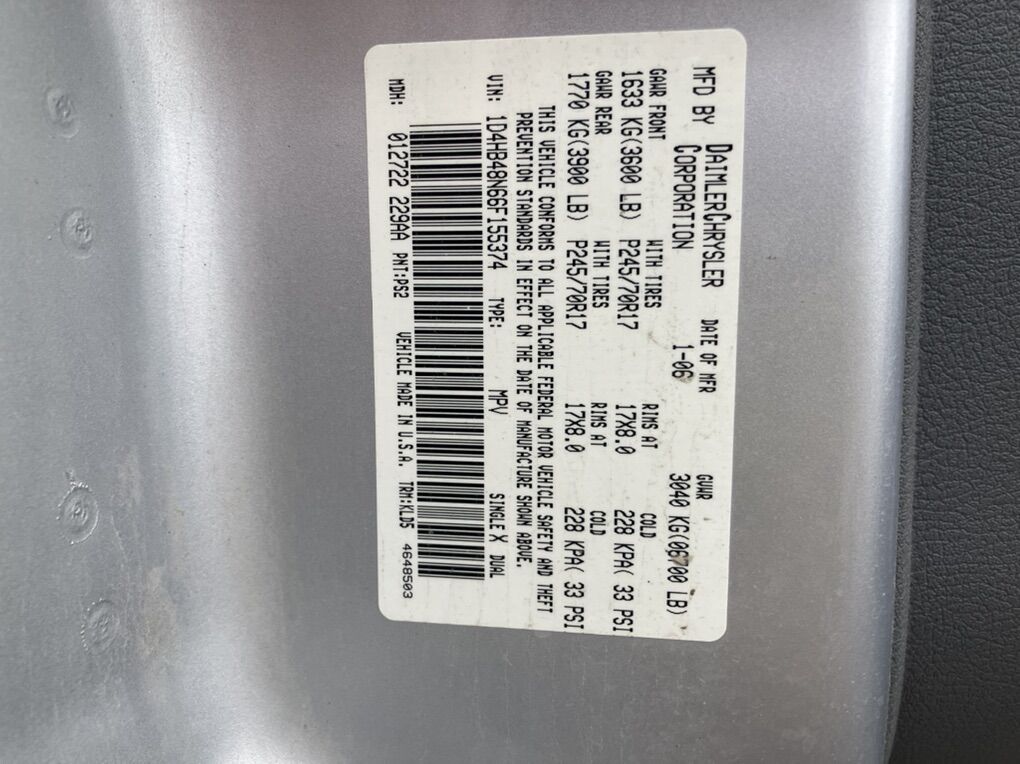 MFD BY DAIMLERCHRYSLER CORPORATION DATE OF MFR 1-06 GVWR 3040 KG(06700 LB)
GAWR FRONT WITH TIRES RIMS AT COLD
1633 KG(3600 LB) P245/70R17 17X8.0 228 KPA( 33 PSI
GAWR REAR WITH TIRES RIMS AT COLD
1770 KG(3900 LB) P245/70R17 17X8.0 228 KPA( 33 PSI
THIS VEHICLE CONFORMS TO ALL APPLICABLE FEDERAL MOTOR VEHICLE SAFETY AND THEFT
PREVENTION STANDARDS IN EFFECT ON THE DATE OF MANUFACTURE SHOWN ABOVE.
VIN: 1D4HB48N66F155374 TYPE: MPV SINGLE X DUAL
MDH: 012722 229AA PNT:PS2 VEHICLE MADE IN U.S.A. TRM:KLD5 4648503